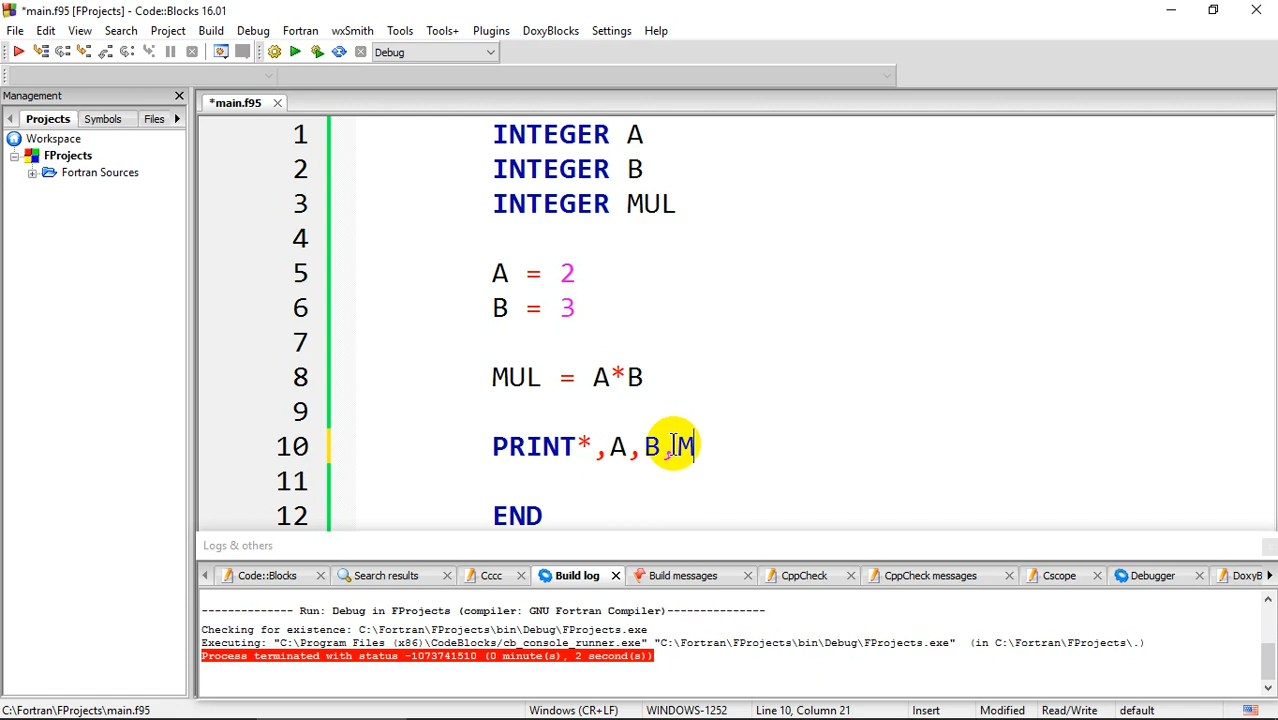 *main.f95 [FProjects] - Code::Blocks 16.01
File Edit View Search Project Build Debug Fortran wxSmith Tools Tools+ Plugins DoxyBlocks Settings Help
Debug
Management
*main.f95
Projects Symbols Files
Workspace
FProjects
Fortran Sources
1 INTEGER A
2 INTEGER B
3 INTEGER MUL
4
5 A = 2
6 B = 3
7
8 MUL = A*B
9
10 PRINT*,A,B,M
11
12 END
Logs & others
Code::Blocks Search results Cccc Build log Build messages CppCheck CppCheck messages Cscope Debugger DoxyB
-------------- Run: Debug in FProjects (compiler: GNU Fortran Compiler)---------------
Checking for existence: C:\Fortran\FProjects\bin\Debug\FProjects.exe
Executing: "C:\Program Files (x86)\CodeBlocks/cb_console_runner.exe" "C:\Fortran\FProjects\bin\Debug\FProjects.exe"  (in C:\Fortran\FProjects\.)
Process terminated with status -1073741510 (0 minute(s), 2 second(s))
C:\Fortran\FProjects\main.f95 Windows (CR+LF) WINDOWS-1252 Line 10, Column 21 Insert Modified Read/Write default